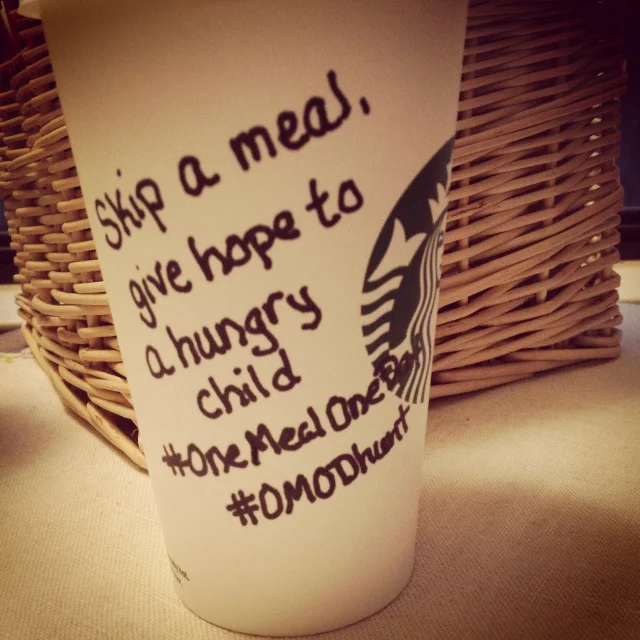 Skip a meal,
give hope to
a hungry
child
#OneMealOneDay
#OMODhunt